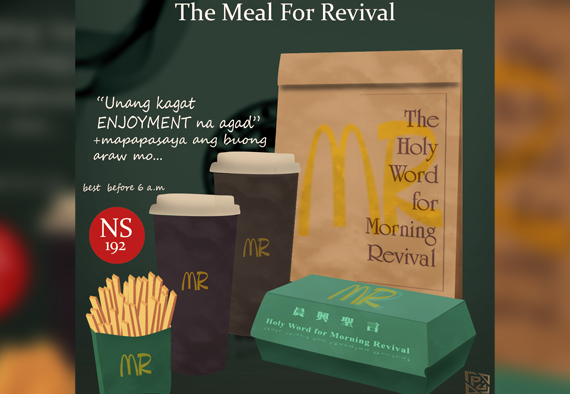 The Meal For Revival
"Unang kagat
ENJOYMENT na agad"
+mapapasaya ang buong
araw mo...
best before 6 a.m
NS
192
MR
The
Holy
Word
for
Morning
Revival
MR
MR
MR
MR
晨興聖言
Holy Word for Morning Revival